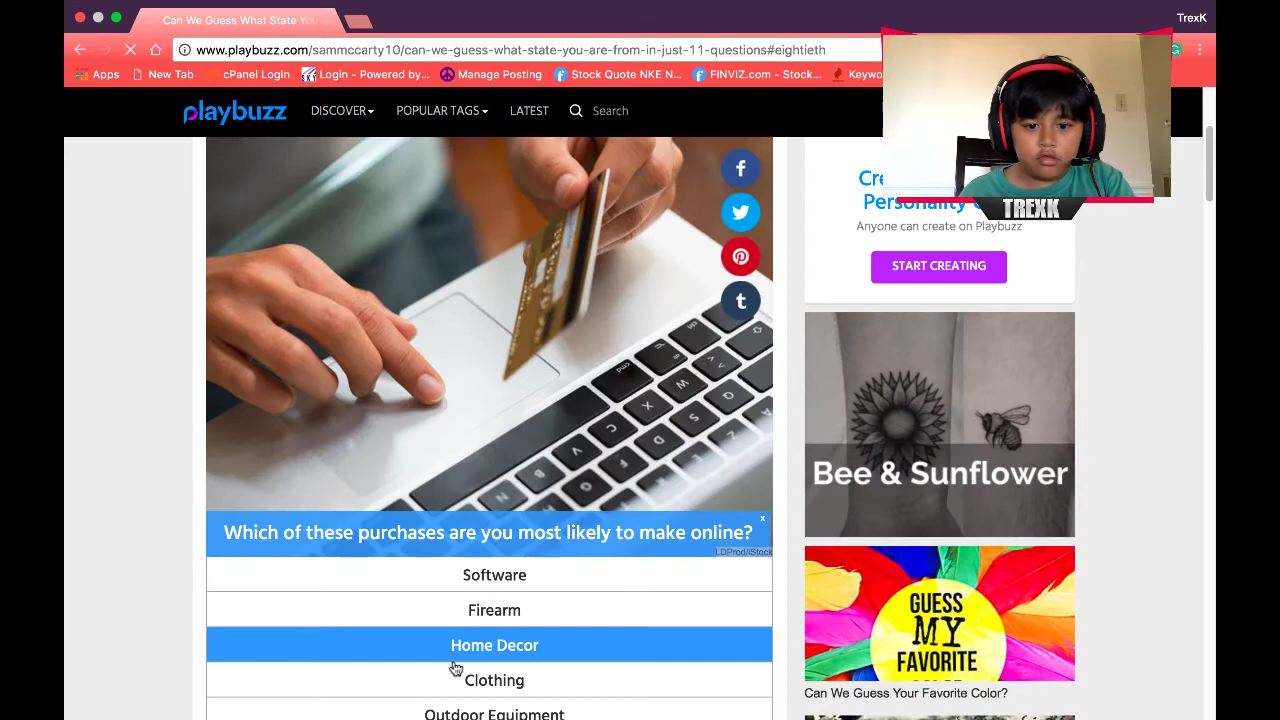 Can We Guess What State You
TrexK
www.playbuzz.com/sammccarty10/can-we-guess-what-state-you-are-from-in-just-11-questions#eightieth
Apps
New Tab
cPanel Login
Login - Powered by...
Manage Posting
Stock Quote NKE N...
FINVIZ.com - Stock...
Keywo
playbuzz
DISCOVER
POPULAR TAGS
LATEST
Search
TREXK
Anyone can create on Playbuzz
START CREATING
cmd
Bee & Sunflower
Which of these purchases are you most likely to make online?
x
LDProd/iStock
Software
Firearm
Home Decor
Clothing
Outdoor Equipment
GUESS
MY
FAVORITE
Can We Guess Your Favorite Color?